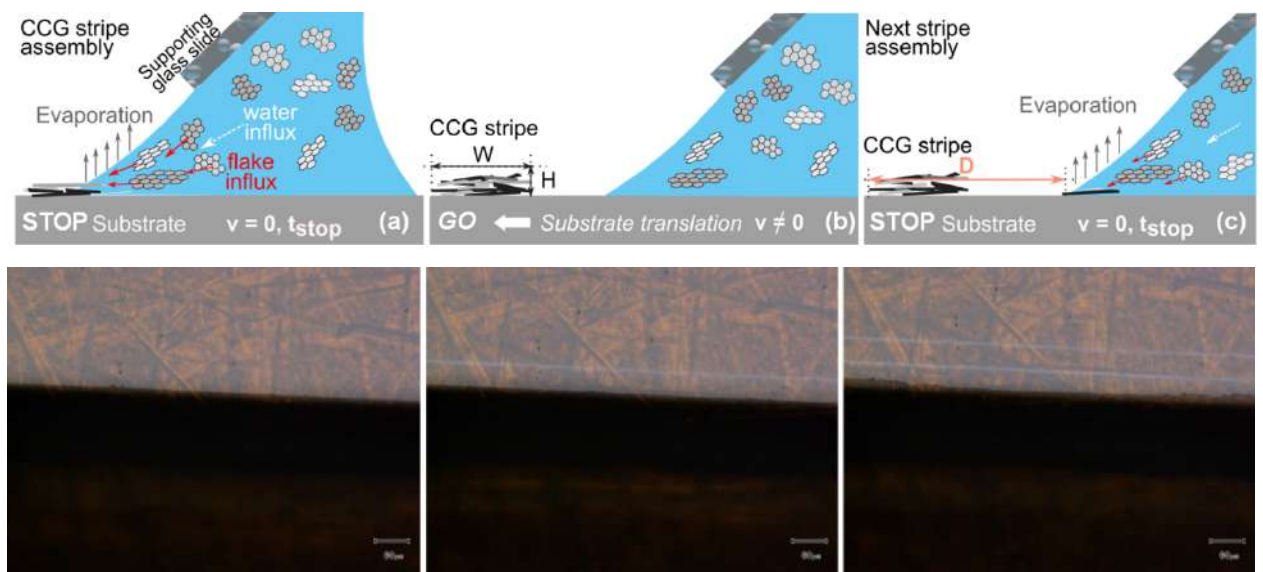 CCG stripe
assembly
Supporting
glass slide
Evaporation
water
influx
flake
influx
STOP Substrate v = 0, tstop (a)
CCG stripe
W
H
GO Substrate translation v ≠ 0 (b)
Next stripe
assembly
Evaporation
CCG stripe
D
STOP Substrate v = 0, tstop (c)